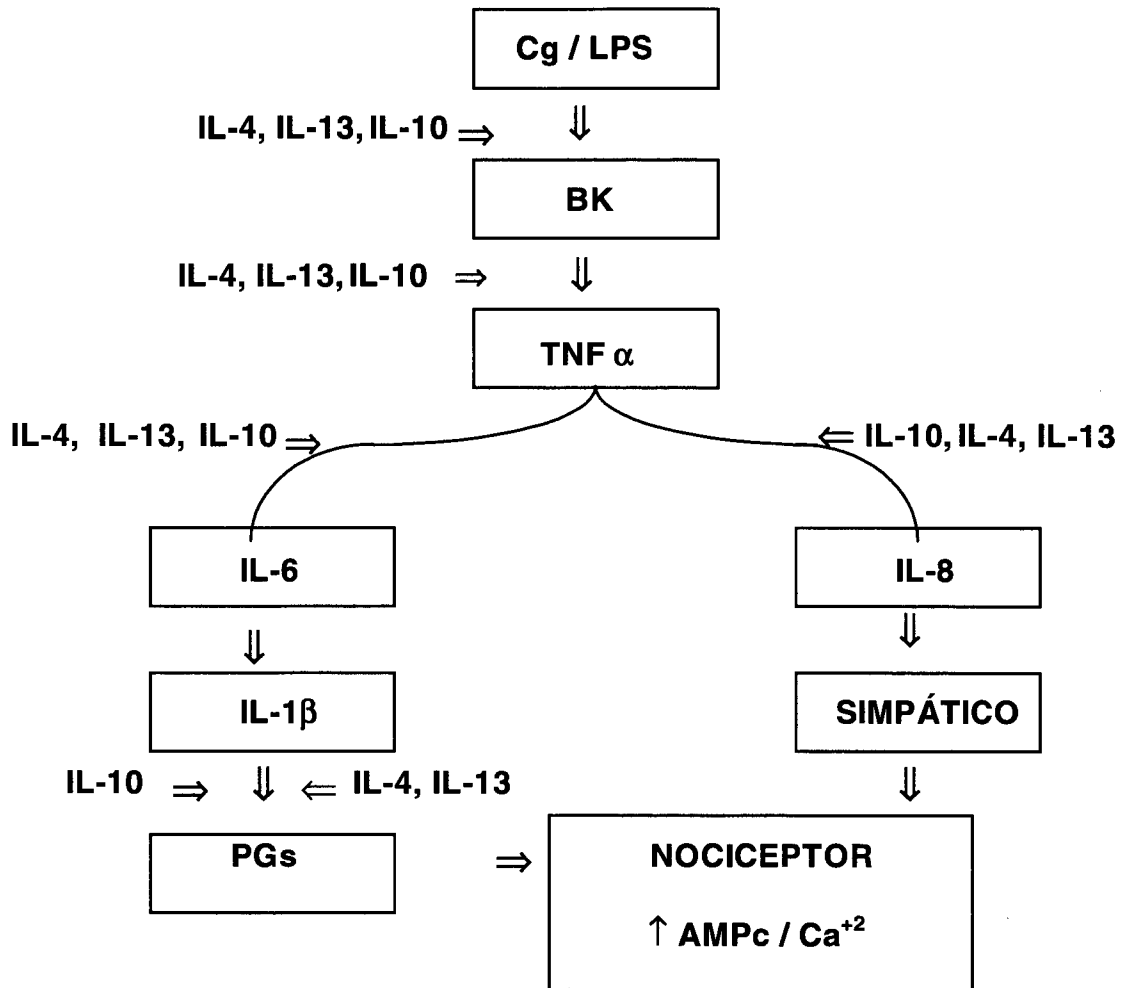 Cg / LPS
IL-4, IL-13, IL-10 ⇒ ⇓
BK
IL-4, IL-13, IL-10 ⇒ ⇓
TNF α
IL-4, IL-13, IL-10 ⇒ ⇐ IL-10, IL-4, IL-13
IL-6 IL-8
⇓ ⇓
IL-1β SIMPÁTICO
IL-10 ⇒ ⇓ ⇐ IL-4, IL-13 ⇓
PGs ⇒ NOCICEPTOR
↑ AMPc / Ca⁺²